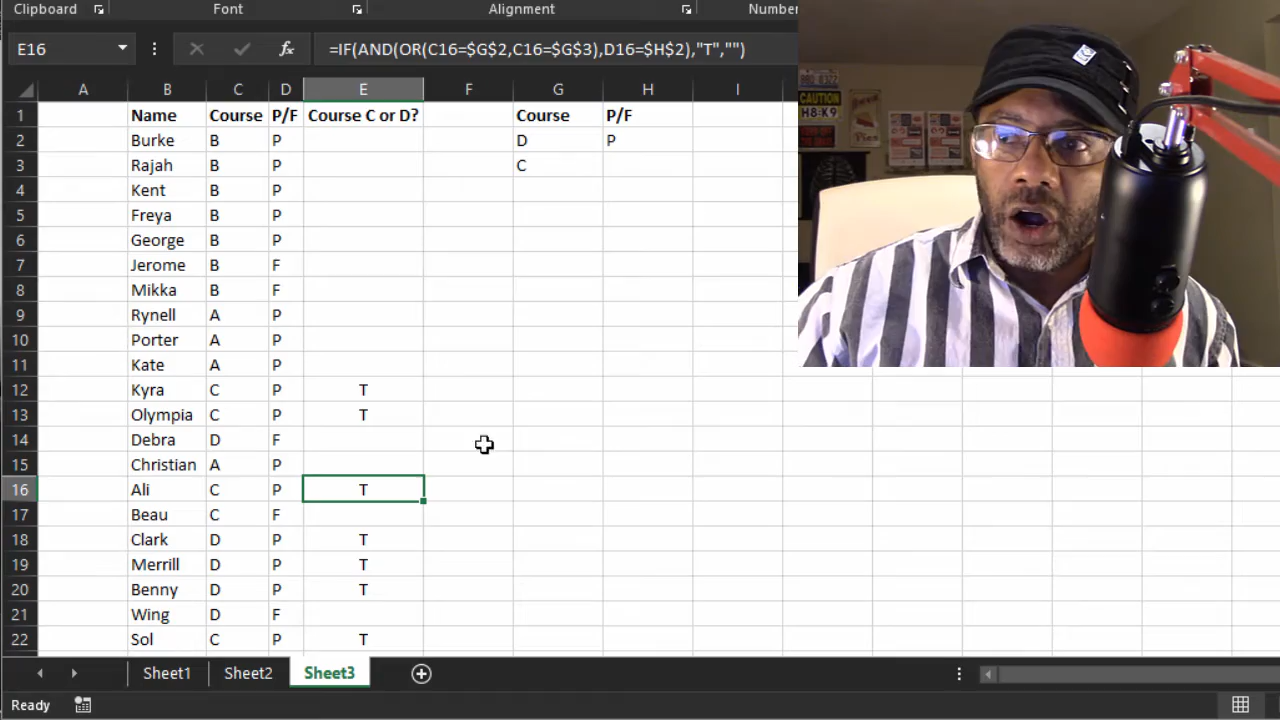 Clipboard Font Alignment Number
E16 fx =IF(AND(OR(C16=$G$2,C16=$G$3),D16=$H$2),"T","")
A B C D E F G H I
1 Name Course P/F Course C or D? Course P/F
2 Burke B P D P
3 Rajah B P C
4 Kent B P
5 Freya B P
6 George B P
7 Jerome B F
8 Mikka B F
9 Rynell A P
10 Porter A P
11 Kate A P
12 Kyra C P T
13 Olympia C P T
14 Debra D F
15 Christian A P
16 Ali C P T
17 Beau C F
18 Clark D P T
19 Merrill D P T
20 Benny D P T
21 Wing D F
22 Sol C P T
Sheet1 Sheet2 Sheet3
Ready
CAUTION
H8:K9